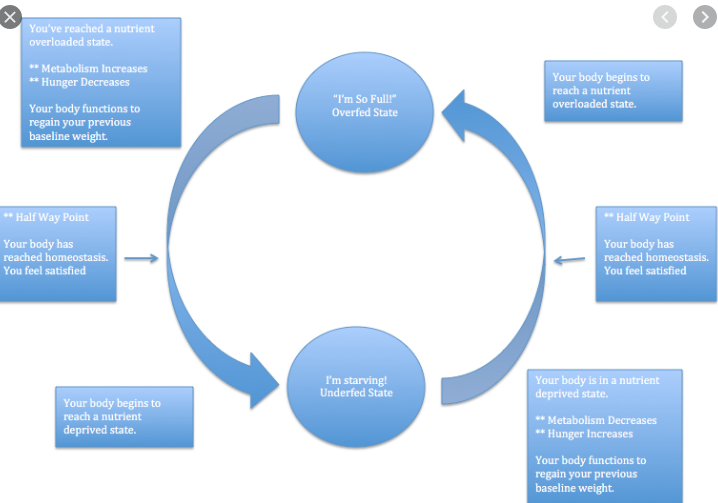 You've reached a nutrient
overloaded state.
** Metabolism Increases
** Hunger Decreases
Your body functions to
regain your previous
baseline weight.
"I'm So Full!"
Overfed State
Your body begins to
reach a nutrient
overloaded state.
** Half Way Point
Your body has
reached homeostasis.
You feel satisfied
** Half Way Point
Your body has
reached homeostasis.
You feel satisfied
I'm starving!
Underfed State
Your body begins to
reach a nutrient
deprived state.
Your body is in a nutrient
deprived state.
** Metabolism Decreases
** Hunger Increases
Your body functions to
regain your previous
baseline weight.